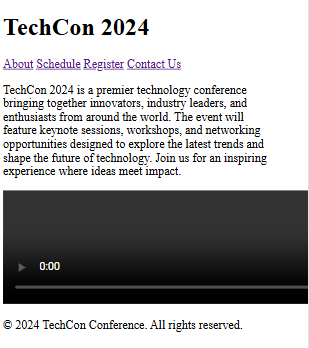 TechCon 2024
About Schedule Register Contact Us
TechCon 2024 is a premier technology conference
bringing together innovators, industry leaders, and
enthusiasts from around the world. The event will
feature keynote sessions, workshops, and networking
opportunities designed to explore the latest trends and
shape the future of technology. Join us for an inspiring
experience where ideas meet impact.
0:00
© 2024 TechCon Conference. All rights reserved.